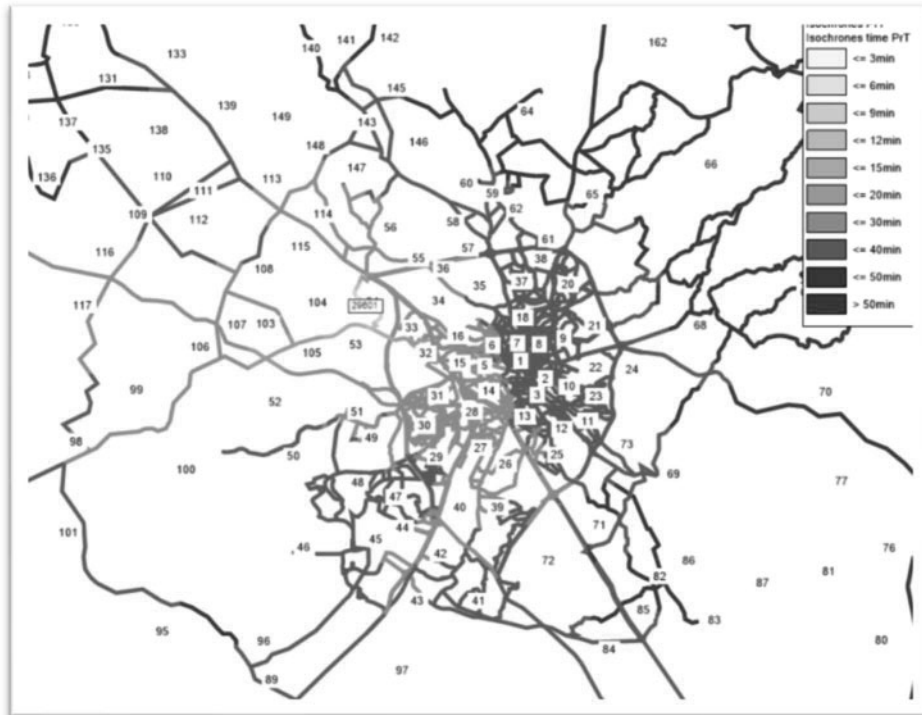 Isochrones time PrT
<= 3min
<= 6min
<= 9min
<= 12min
<= 15min
<= 20min
<= 30min
<= 40min
<= 50min
> 50min
141 142
133 140 162
131 145
137 139 149 64
138 143
135 148 146 66
136 110 111 113 147 60 59 65
109 112 114 56 58 62
116 115 57 61
108 55 36 38
117 104 35 37 20
29601 34
107 103 33 18 21 68
106 105 53 32 16 6 7 8 9
15 5 1 22 24
99 52 31 14 2 10 23 70
51 28 3
98 49 30 13 12 11
50 27 25 73
100 29 26 69
48 77
47 40 39
101 44 71
46 45 42 72 86 76
82 87 81
43 41 85 83
95 96 84 80
89 97